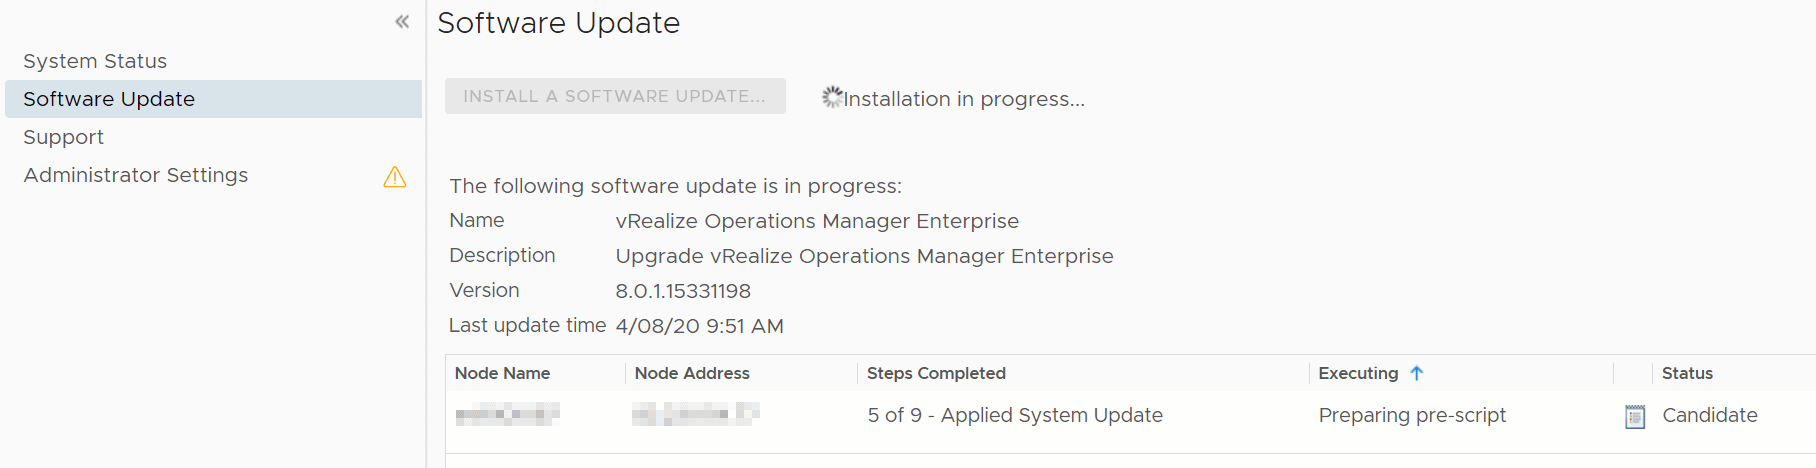 «
Software Update
System Status
Software Update
Support
Administrator Settings
INSTALL A SOFTWARE UPDATE...
Installation in progress...
The following software update is in progress:
Name vRealize Operations Manager Enterprise
Description Upgrade vRealize Operations Manager Enterprise
Version 8.0.1.15331198
Last update time 4/08/20 9:51 AM
Node Name Node Address Steps Completed Executing Status
5 of 9 - Applied System Update Preparing pre-script Candidate